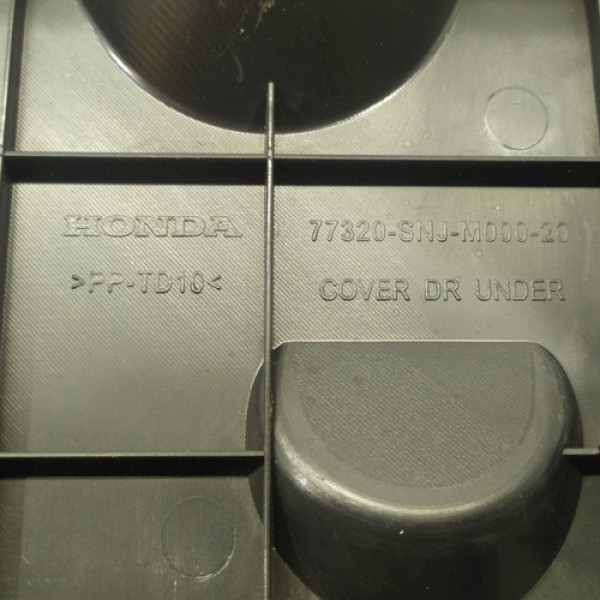 HONDA
>PP-TD10<
77320-SNJ-M000-20
COVER DR UNDER